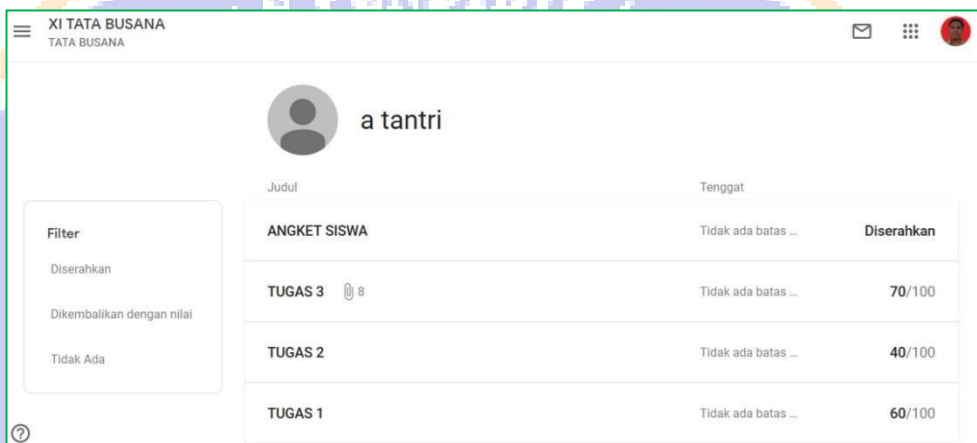 XI TATA BUSANA
TATA BUSANA
a tantri
Judul Tenggat
Filter
Diserahkan
Dikembalikan dengan nilai
Tidak Ada
ANGKET SISWA Tidak ada batas ... Diserahkan
TUGAS 3 8 Tidak ada batas ... 70/100
TUGAS 2 Tidak ada batas ... 40/100
TUGAS 1 Tidak ada batas ... 60/100